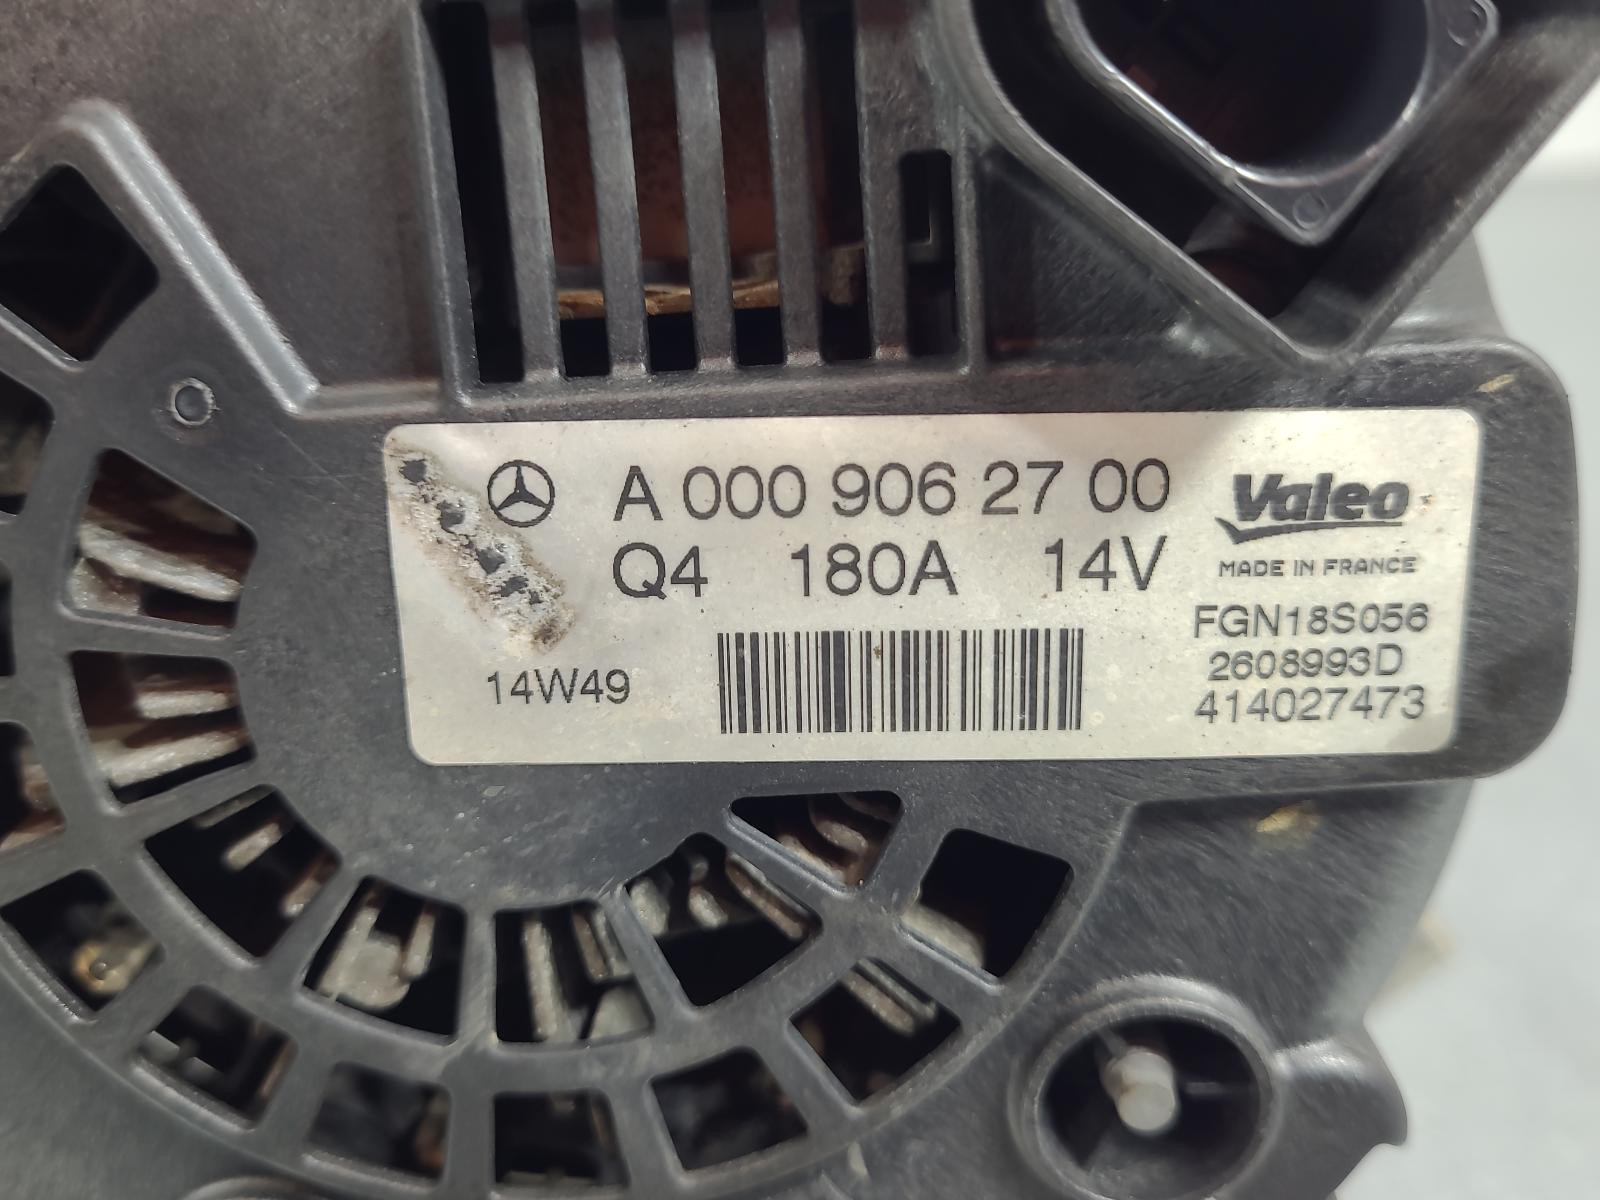 A 000 906 27 00
Q4 180A 14V
14W49
Valeo
MADE IN FRANCE
FGN18S056
2608993D
414027473